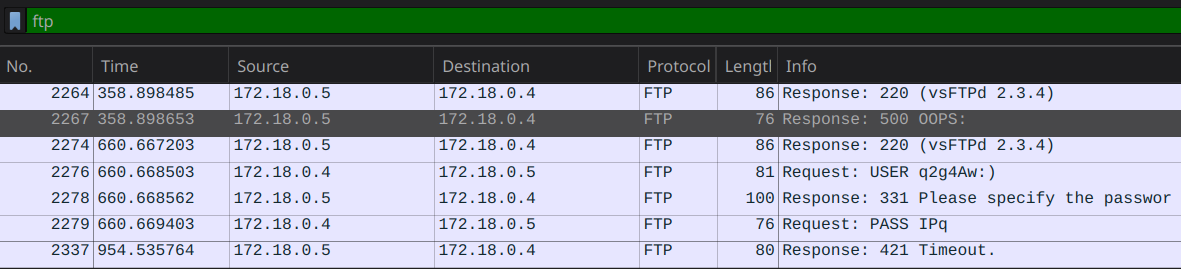 ftp
No. Time Source Destination Protocol Lengtl Info
2264 358.898485 172.18.0.5 172.18.0.4 FTP 86 Response: 220 (vsFTPd 2.3.4)
2267 358.898653 172.18.0.5 172.18.0.4 FTP 76 Response: 500 OOPS:
2274 660.667203 172.18.0.5 172.18.0.4 FTP 86 Response: 220 (vsFTPd 2.3.4)
2276 660.668503 172.18.0.4 172.18.0.5 FTP 81 Request: USER q2g4Aw:)
2278 660.668562 172.18.0.5 172.18.0.4 FTP 100 Response: 331 Please specify the passwor
2279 660.669403 172.18.0.4 172.18.0.5 FTP 76 Request: PASS IPq
2337 954.535764 172.18.0.5 172.18.0.4 FTP 80 Response: 421 Timeout.